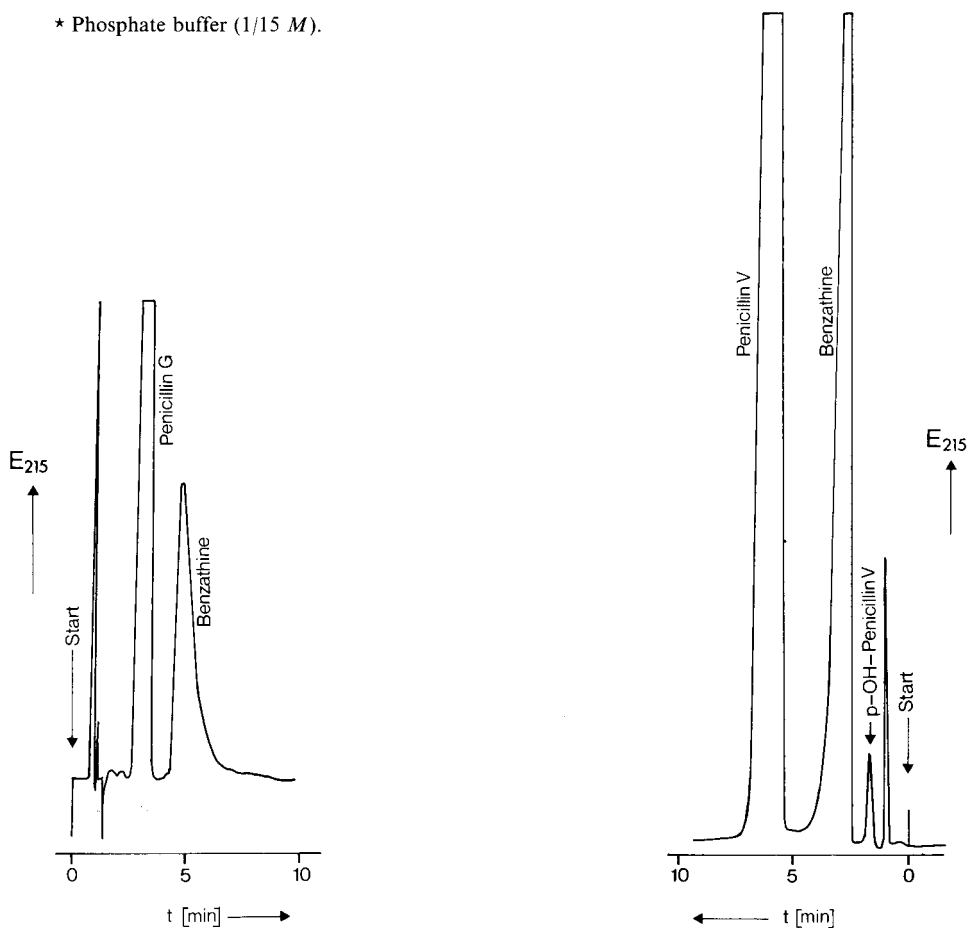 * Phosphate buffer (1/15 M).
E215
Start
Penicillin G
Benzathine
0 5 10
t [min]
Penicillin V
Benzathine
p-OH-Penicillin V
Start
E215
10 5 0
t [min]